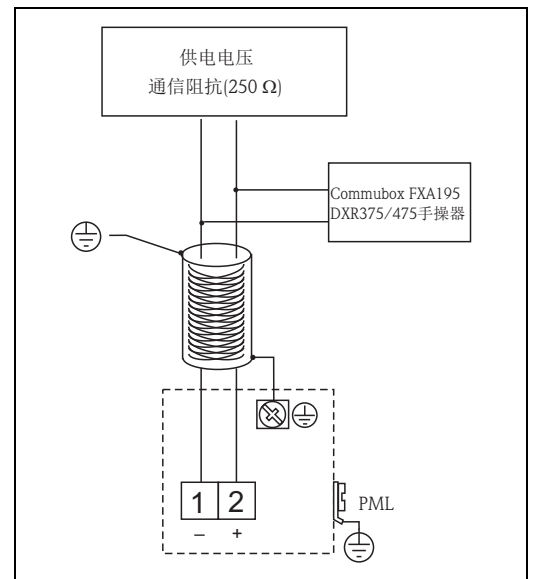 供电电压
通信阻抗(250 Ω)
Commubox FXA195
DXR375/475手操器
1 2
– +
PML